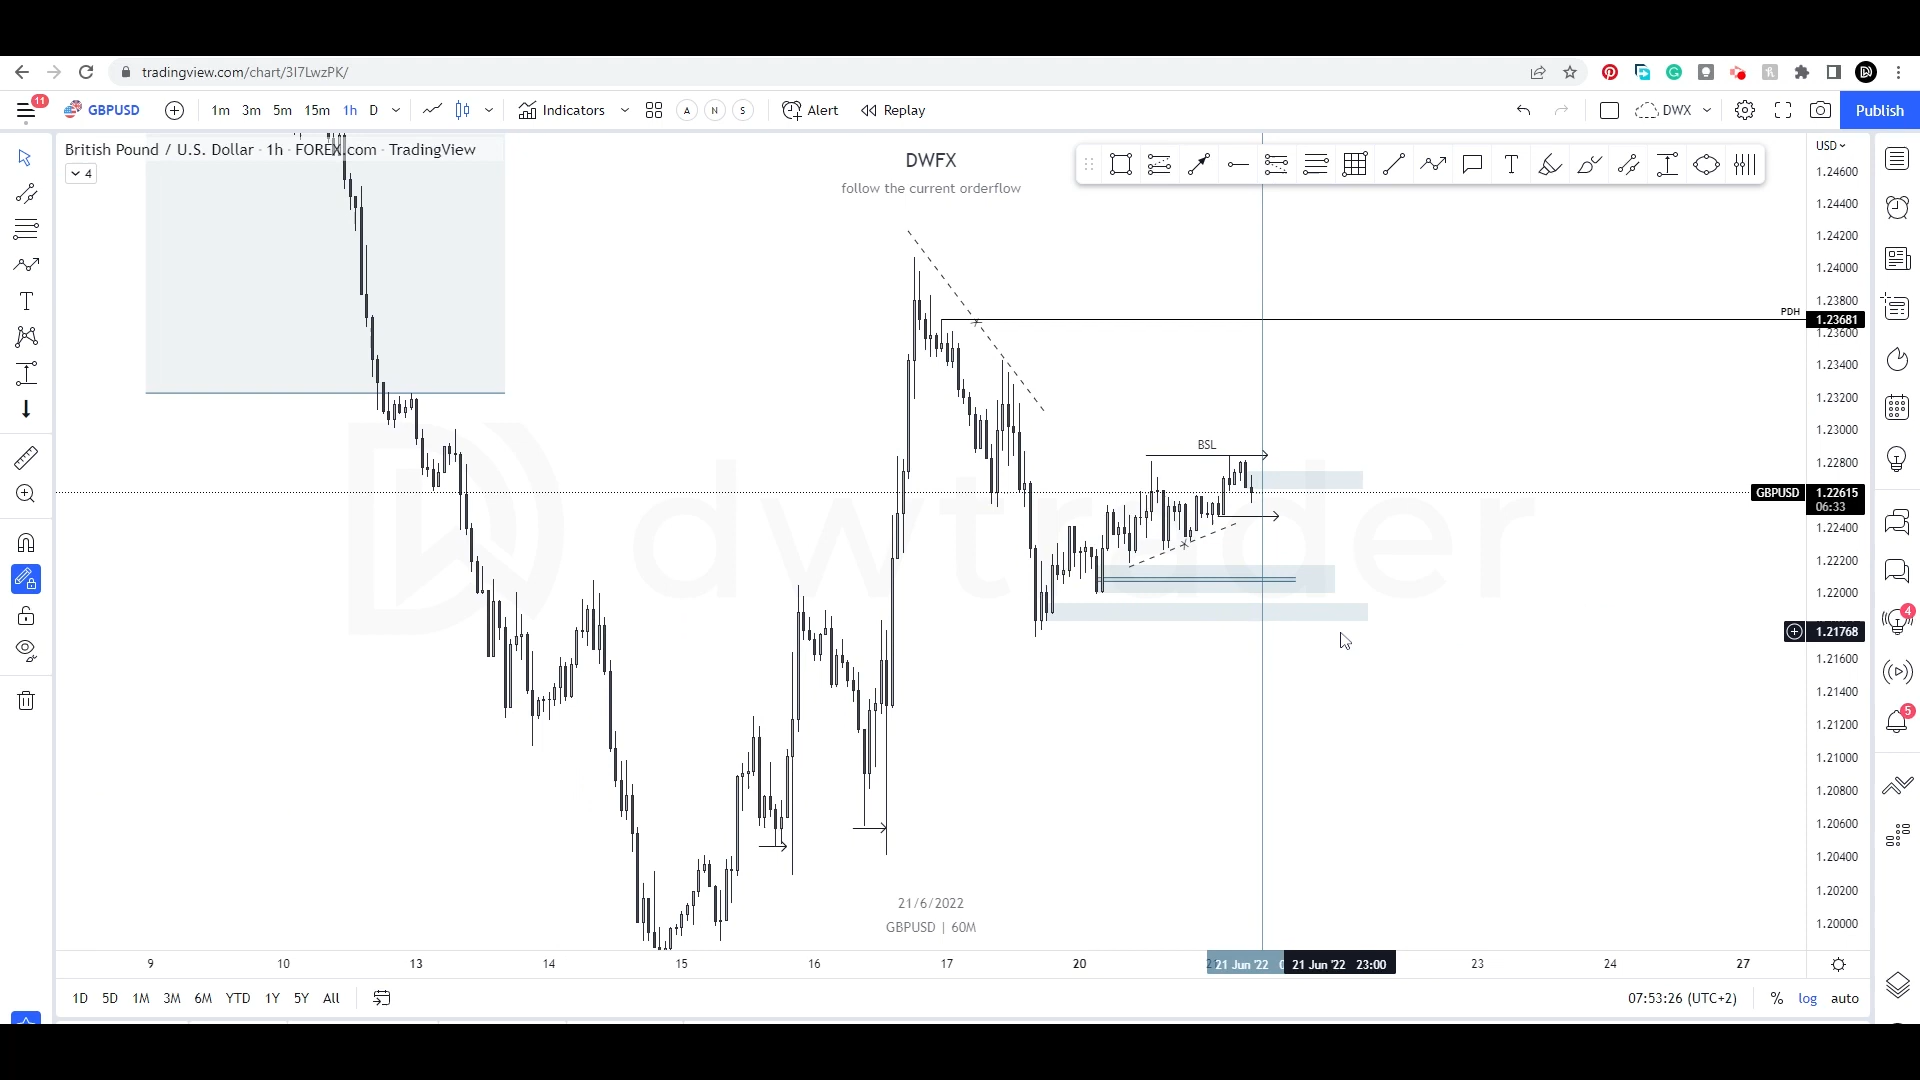 tradingview.com/chart/3I7LwzPK/
11
GBPUSD
1m 3m 5m 15m 1h D
Indicators
A N S
Alert
Replay
DWX
Publish
British Pound / U.S. Dollar · 1h · FOREX.com · TradingView
4
DWFX
follow the current orderflow
USD
1.24600
1.24400
1.24200
1.24000
1.23800
PDH
1.23681
1.23600
1.23400
1.23200
1.23000
BSL
1.22800
GBPUSD 1.22615
06:33
1.22400
1.22200
1.22000
1.21768
1.21600
1.21400
1.21200
1.21000
1.20800
1.20600
1.20400
1.20200
1.20000
dwtrader
4
5
21/6/2022
GBPUSD | 60M
9 10 13 14 15 16 17 20 21 Jun '22 21 Jun '22 23:00 23 24 27
1D 5D 1M 3M 6M YTD 1Y 5Y All
07:53:26 (UTC+2) % log auto